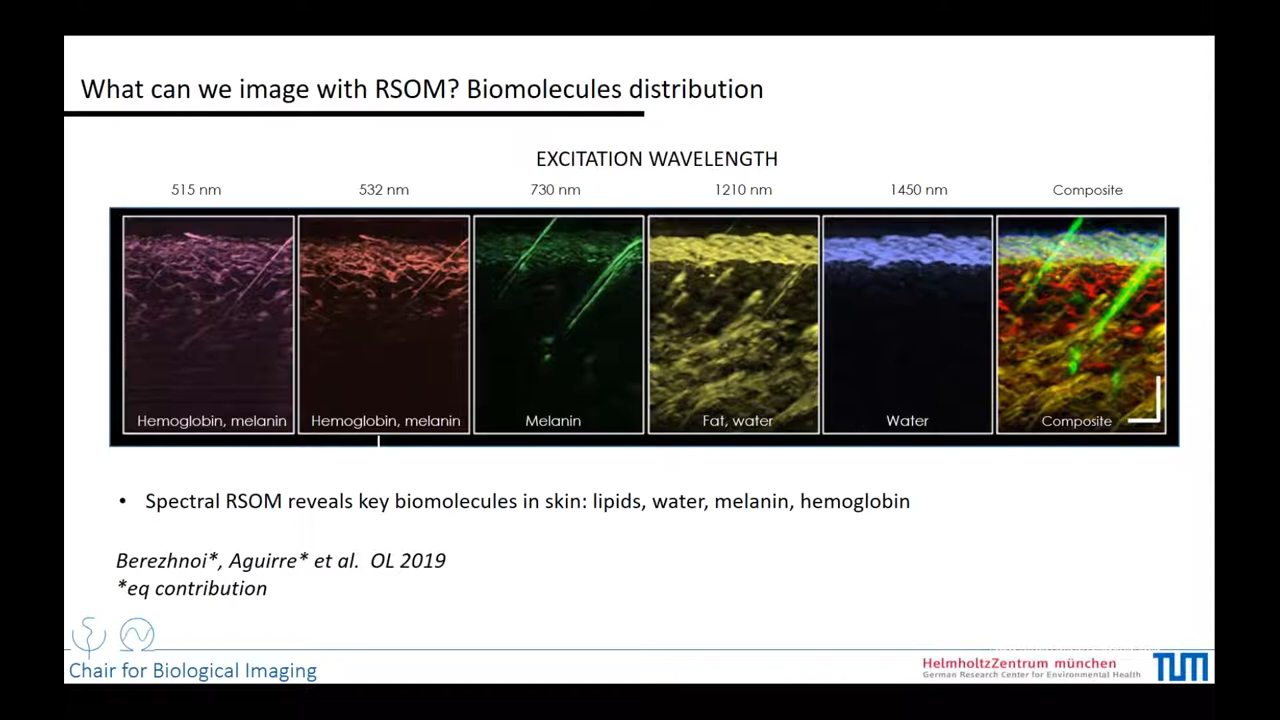 What can we image with RSOM? Biomolecules distribution
EXCITATION WAVELENGTH
515 nm 532 nm 730 nm 1210 nm 1450 nm Composite
Hemoglobin, melanin Hemoglobin, melanin Melanin Fat, water Water Composite
• Spectral RSOM reveals key biomolecules in skin: lipids, water, melanin, hemoglobin
Berezhnoi*, Aguirre* et al. OL 2019
*eq contribution
Chair for Biological Imaging
HelmholtzZentrum münchen
German Research Center for Environmental Health
TUM